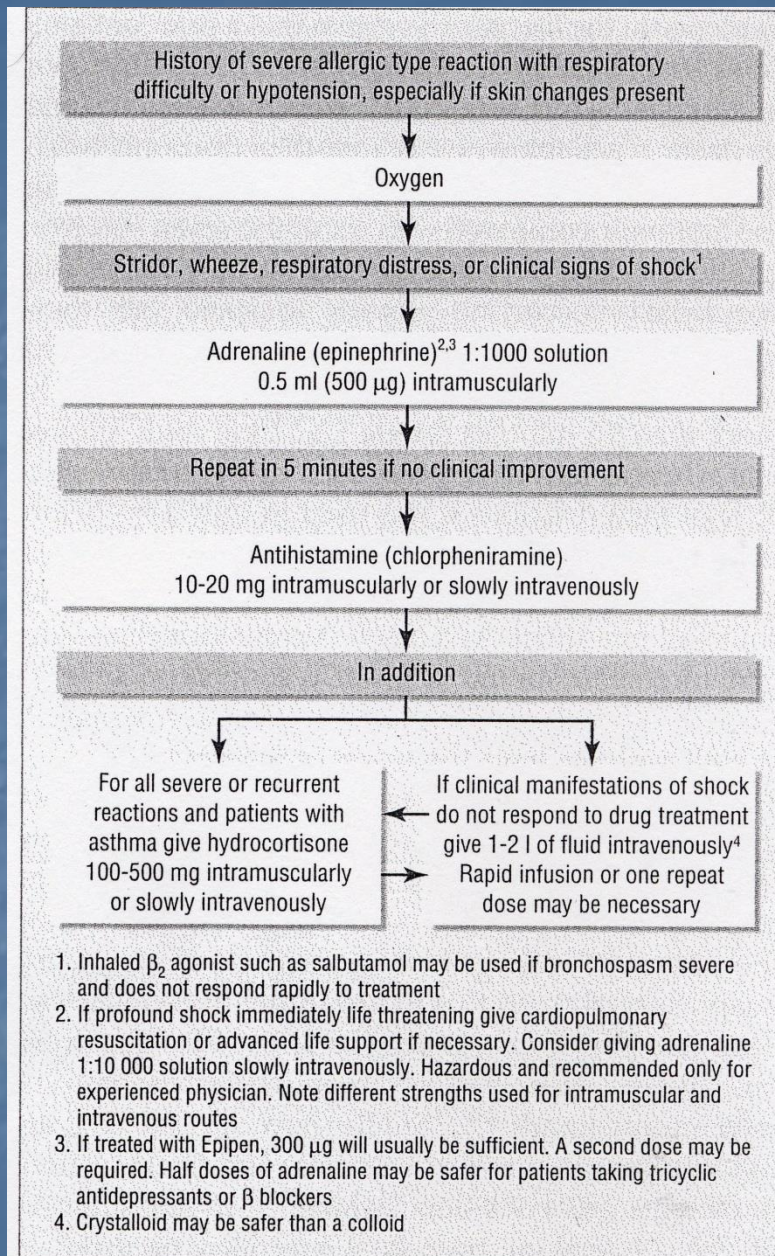 History of severe allergic type reaction with respiratory
difficulty or hypotension, especially if skin changes present
Oxygen
Stridor, wheeze, respiratory distress, or clinical signs of shock¹
Adrenaline (epinephrine)²,³ 1:1000 solution
0.5 ml (500 µg) intramuscularly
Repeat in 5 minutes if no clinical improvement
Antihistamine (chlorpheniramine)
10-20 mg intramuscularly or slowly intravenously
In addition
For all severe or recurrent
reactions and patients with
asthma give hydrocortisone
100-500 mg intramuscularly
or slowly intravenously
If clinical manifestations of shock
do not respond to drug treatment
give 1-2 l of fluid intravenously⁴
Rapid infusion or one repeat
dose may be necessary
1. Inhaled β₂ agonist such as salbutamol may be used if bronchospasm severe
and does not respond rapidly to treatment
2. If profound shock immediately life threatening give cardiopulmonary
resuscitation or advanced life support if necessary. Consider giving adrenaline
1:10 000 solution slowly intravenously. Hazardous and recommended only for
experienced physician. Note different strengths used for intramuscular and
intravenous routes
3. If treated with Epipen, 300 µg will usually be sufficient. A second dose may be
required. Half doses of adrenaline may be safer for patients taking tricyclic
antidepressants or β blockers
4. Crystalloid may be safer than a colloid